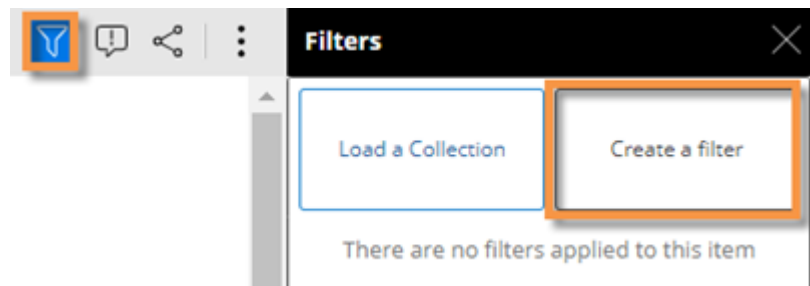 Filters
Load a Collection
Create a filter
There are no filters applied to this item